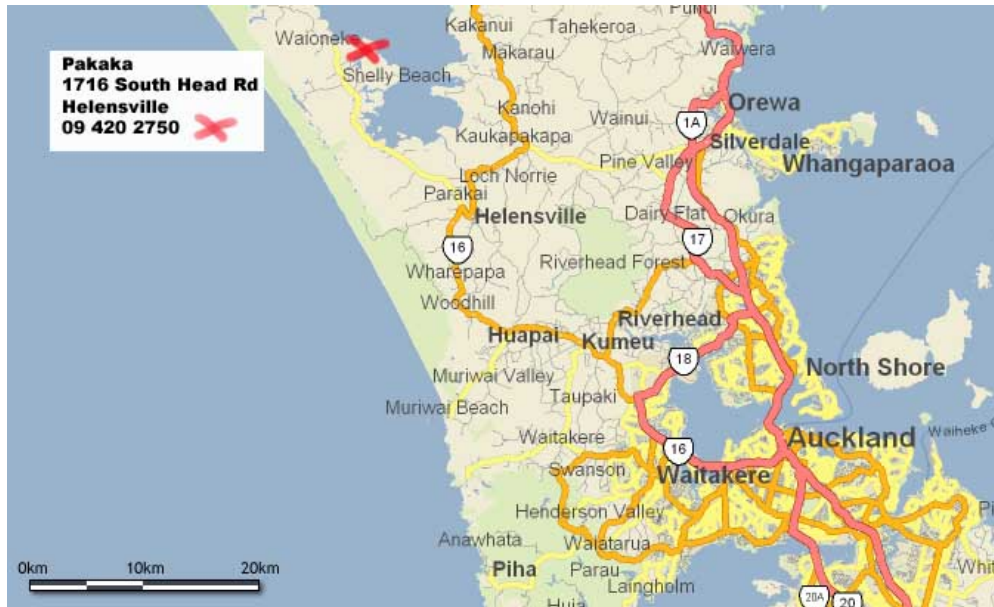 Pakaka
1716 South Head Rd
Helensville
09 420 2750
Waioneke
Shelly Beach
Kakanui
Tahekeroa
Makarau
Waiwera
Kanohi
Wainui
1A
Orewa
Kaukapakapa
Silverdale
Pine Valley
Whangaparaoa
Loch Norrie
Parakai
Helensville
Dairy Flat
Okura
16
17
Wharepapa
Riverhead Forest
Woodhill
Huapai
Kumeu
Riverhead
18
Muriwai Valley
North Shore
Muriwai Beach
Taupaki
Waitakere
Auckland
Waiheke
16
Swanson
Waitakere
Henderson Valley
Anawhata
Waiatarua
Piha
Parau
Laingholm
Huia
20A
20
0km
10km
20km